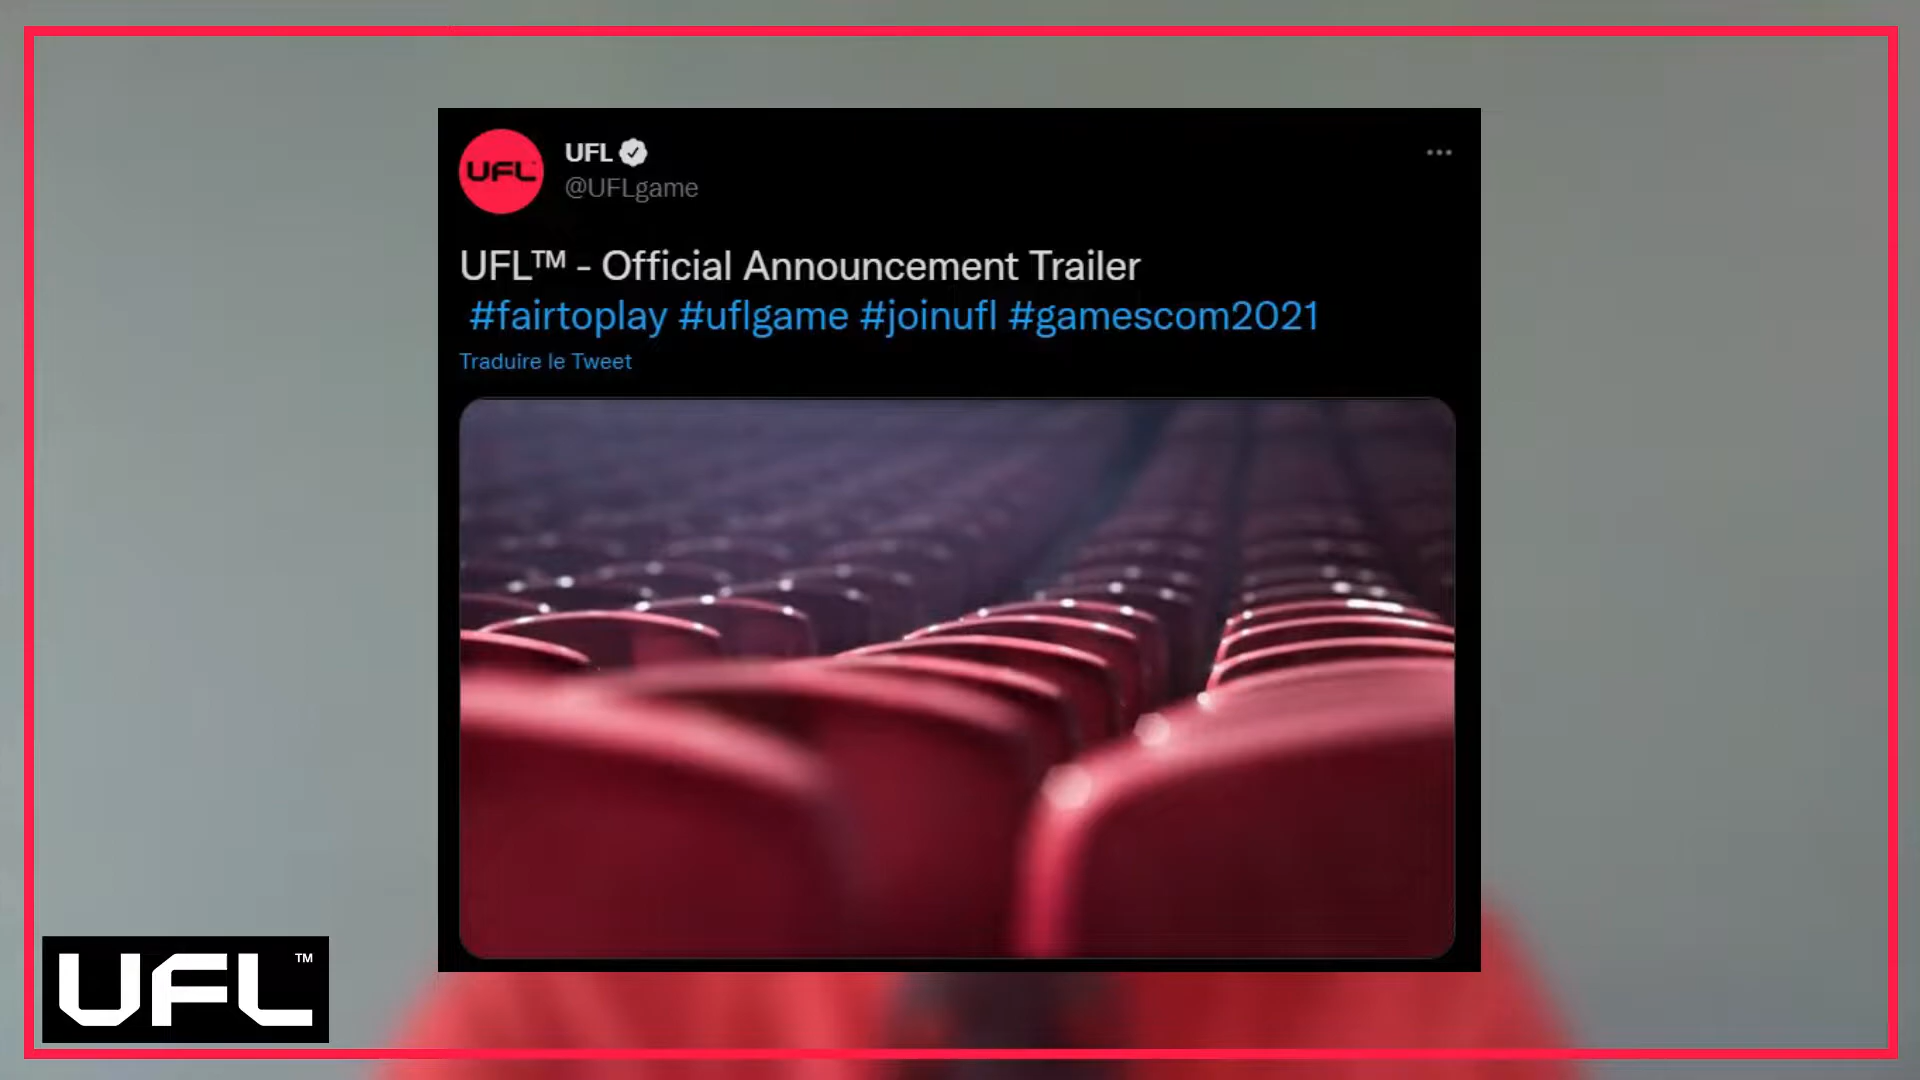 UFL
UFL
@UFLgame
UFL™ - Official Announcement Trailer
#fairtoplay #uflgame #joinufl #gamescom2021
Traduire le Tweet
UFL™